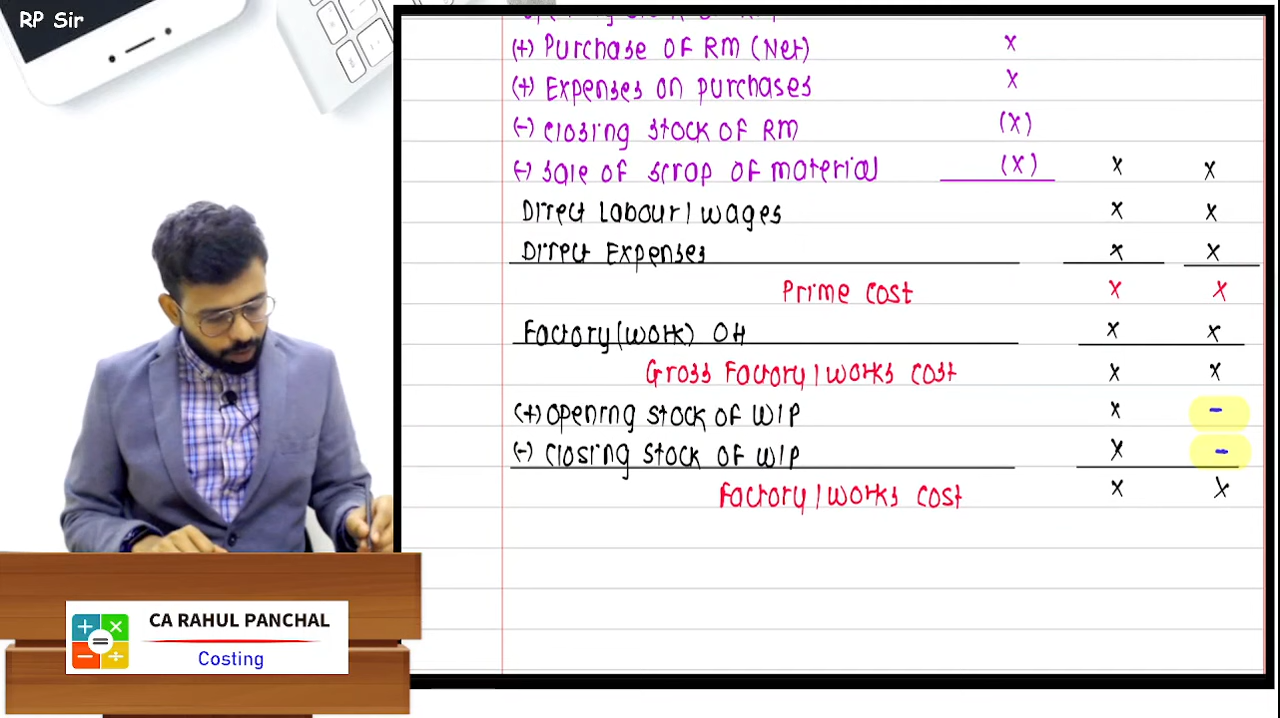 RP Sir
(+) Purchase of RM (Net) x
(+) Expenses on purchases x
(-) closing stock of RM (x)
(-) sale of scrap of material (x) x x
Direct Labour / wages x x
Direct Expenses x x
Prime cost x x
Factory (work) OH x x
Gross Factory / works cost x x
(+) opening stock of WIP x -
(-) closing stock of WIP x -
Factory / works cost x x
CA RAHUL PANCHAL
Costing